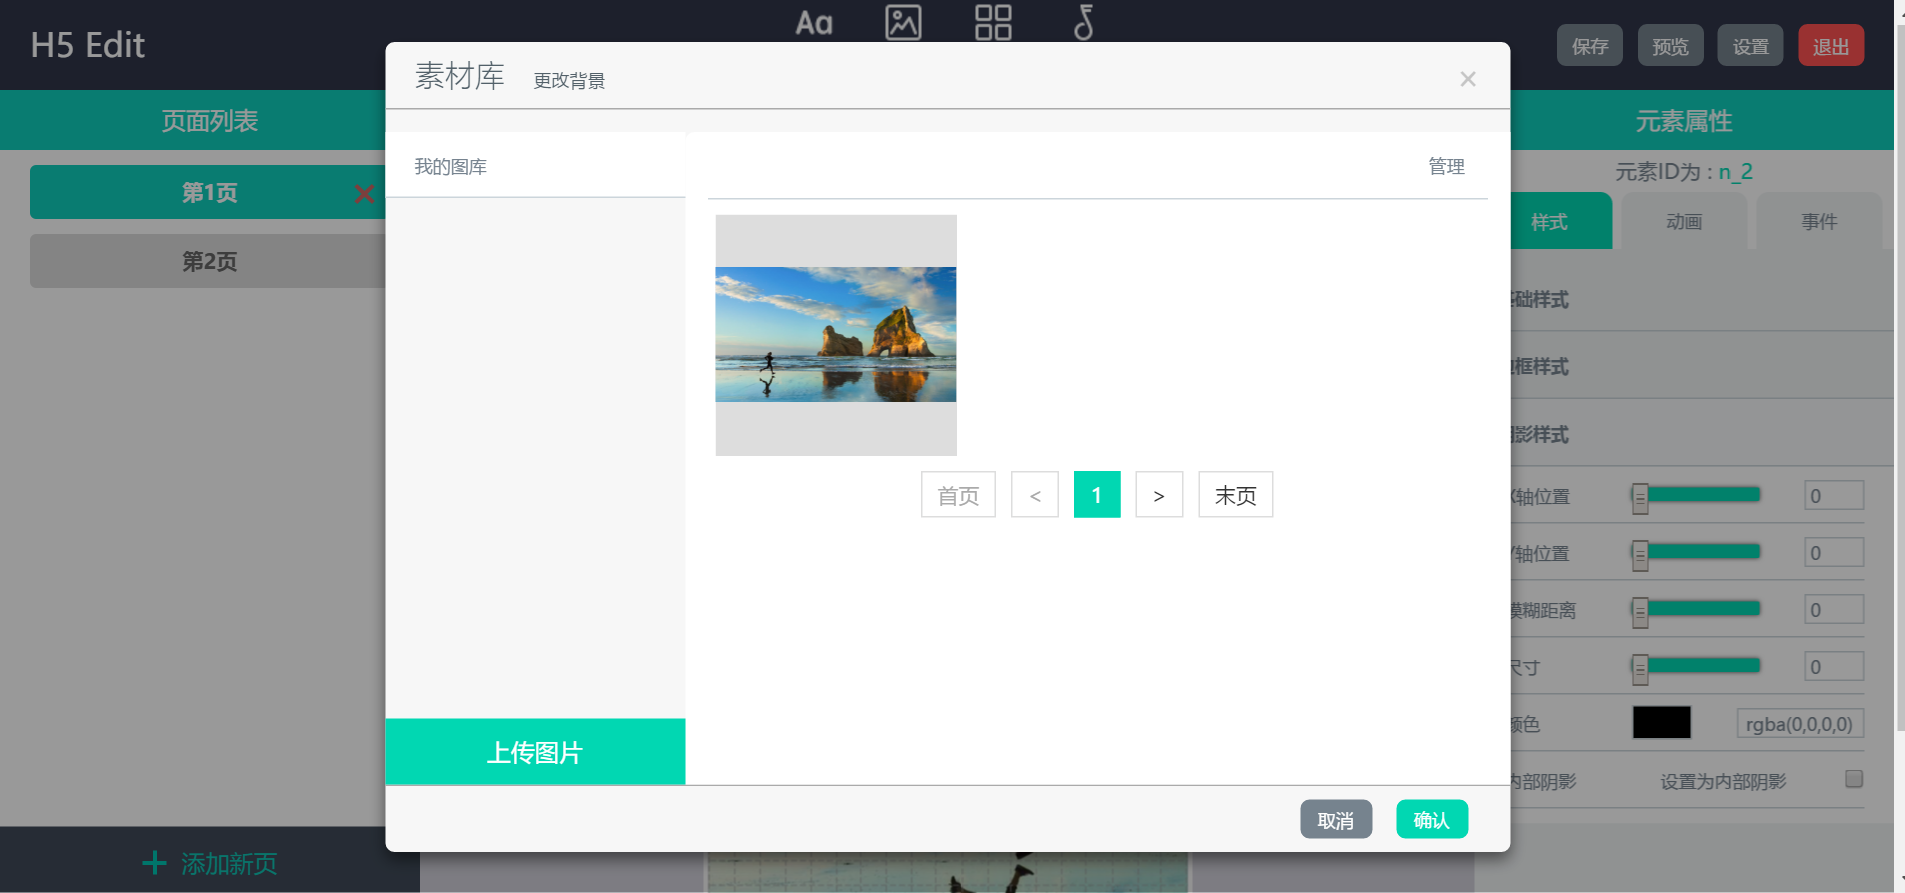 H5 Edit
Aa
保存
预览
设置
退出
页面列表
第1页
第2页
添加新页
素材库
更改背景
×
我的图库
管理
首页
<
1
>
末页
上传图片
取消
确认
元素属性
元素ID为 : n_2
样式
动画
事件
础样式
框样式
影样式
轴位置
0
轴位置
0
模糊距离
0
尺寸
0
颜色
rgba(0,0,0,0)
内部阴影
设置为内部阴影